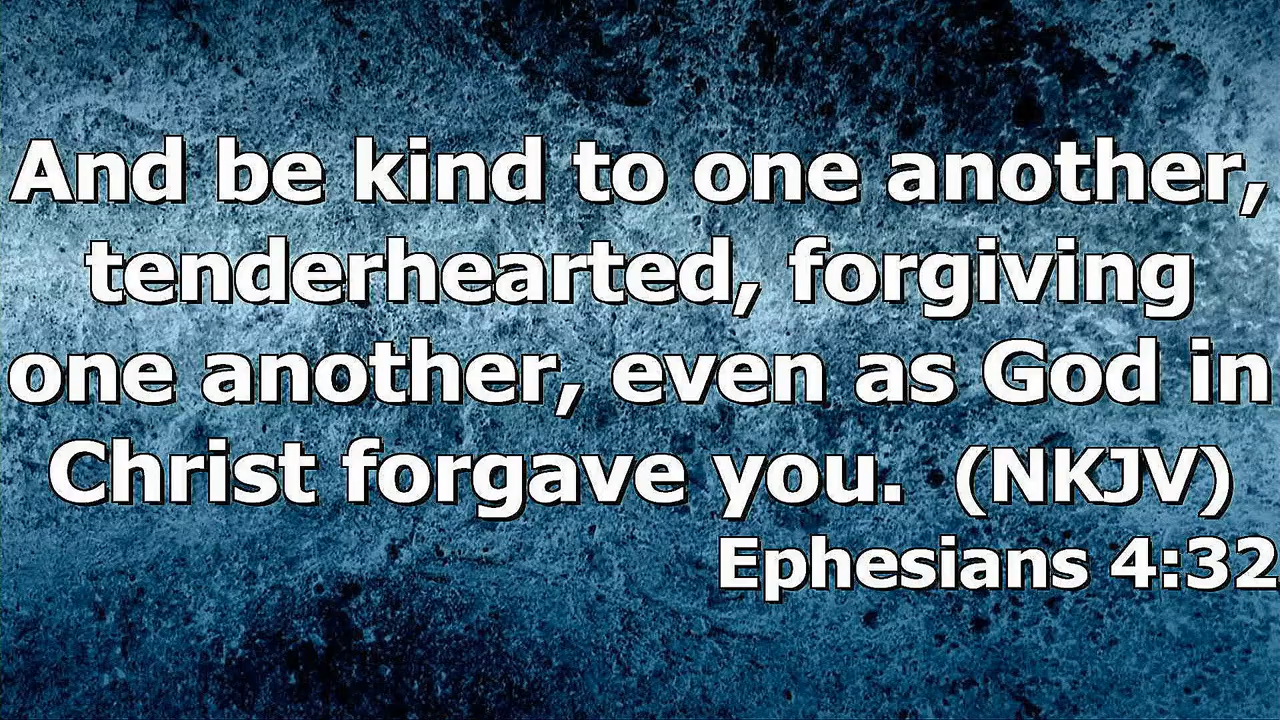 And be kind to one another,
tenderhearted, forgiving
one another, even as God in
Christ forgave you.  (NKJV)
Ephesians 4:32